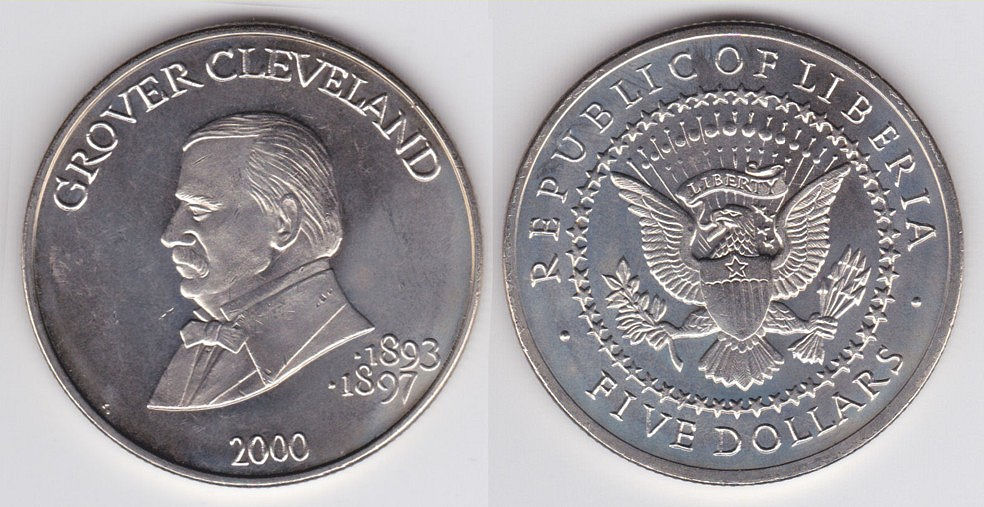 GROVER CLEVELAND
·1893
·1897
2000
REPUBLIC OF LIBERIA
LIBERTY
· FIVE DOLLARS ·